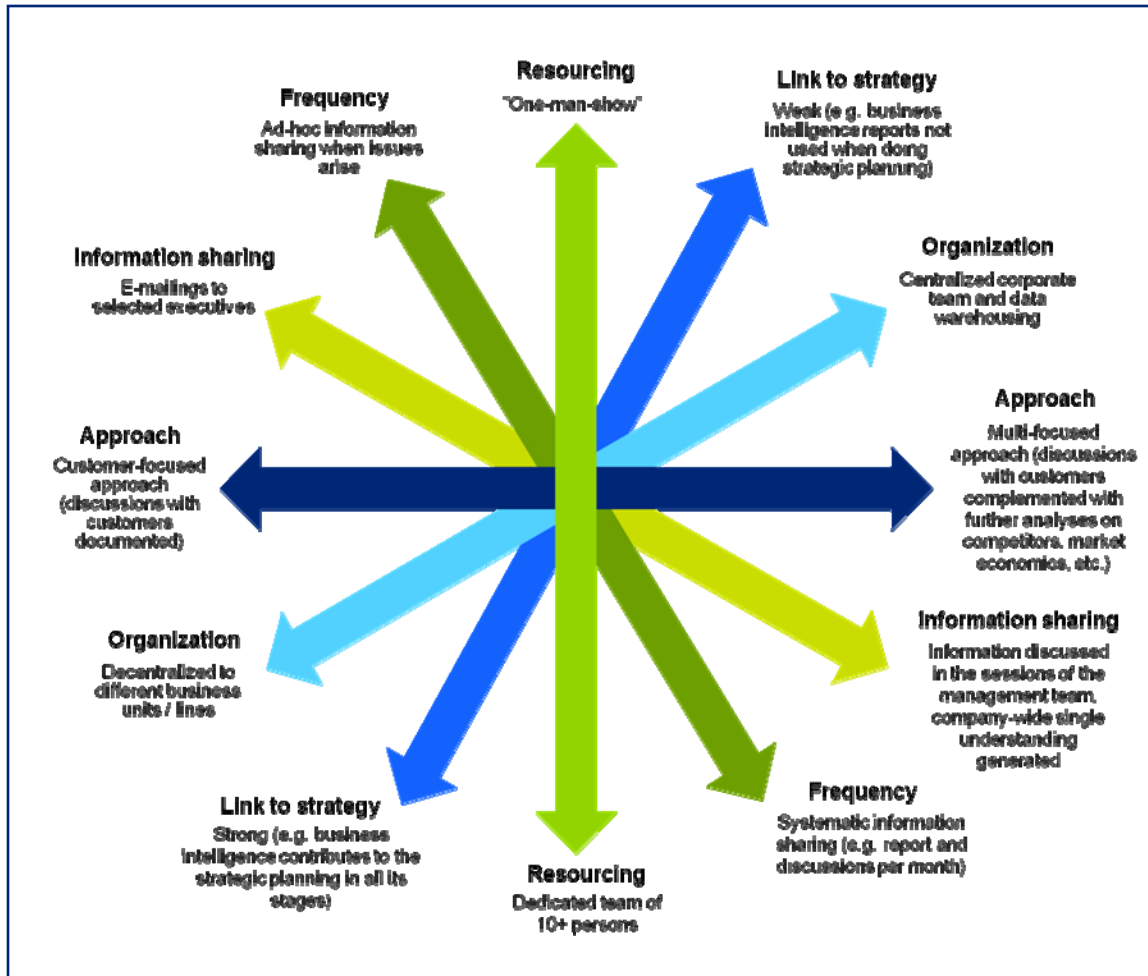 Resourcing
"One-man-show"
Link to strategy
Weak (e.g. business
intelligence reports not
used when doing
strategic planning)
Organization
Centralized corporate
team and data
warehousing
Approach
Multi-focused
approach (discussions
with customers
complemented with
further analyses on
competitors, market
economics, etc.)
Information sharing
Information discussed
in the sessions of the
management team,
company-wide single
understanding
generated
Frequency
Systematic information
sharing (e.g. report and
discussions per month)
Resourcing
Dedicated team of
10+ persons
Link to strategy
Strong (e.g. business
intelligence contributes to the
strategic planning in all its
stages)
Organization
Decentralized to
different business
units / lines
Approach
Customer-focused
approach
(discussions with
customers
documented)
Information sharing
E-mailings to
selected executives
Frequency
Ad-hoc information
sharing when issues
arise